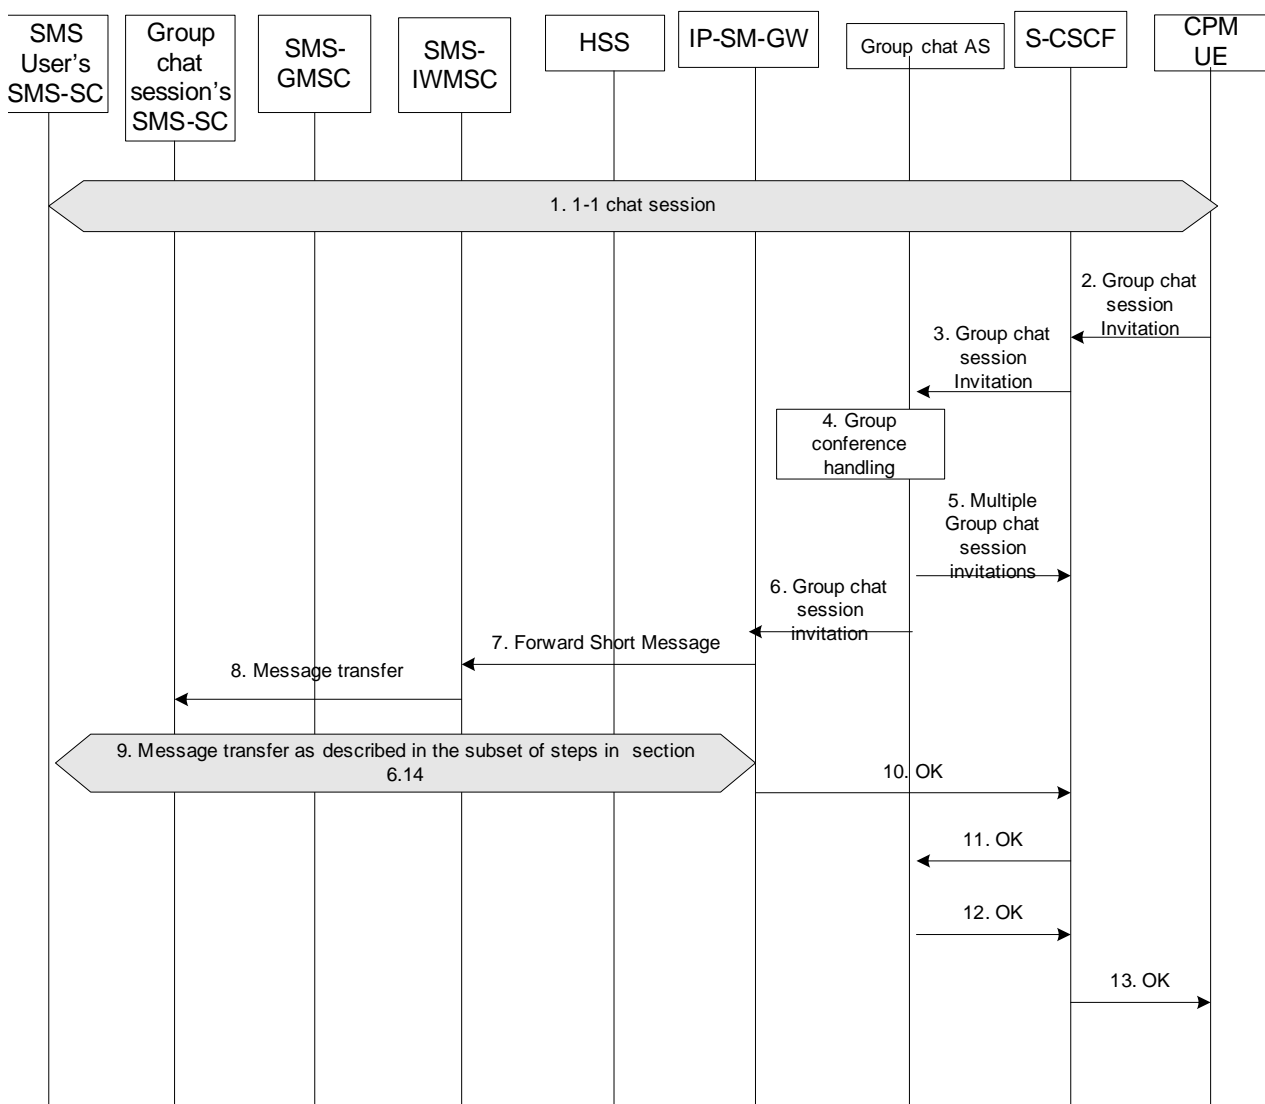 SMS
User's
SMS-SC
Group
chat
session's
SMS-SC
SMS-
GMSC
SMS-
IWMSC
HSS
IP-SM-GW
Group chat AS
S-CSCF
CPM
UE
1. 1-1 chat session
2. Group chat
session
Invitation
3. Group chat
session
Invitation
4. Group
conference
handling
5. Multiple
Group chat
session
invitations
6. Group chat
session
invitation
7. Forward Short Message
8. Message transfer
9. Message transfer as described in the subset of steps in section
6.14
10. OK
11. OK
12. OK
13. OK